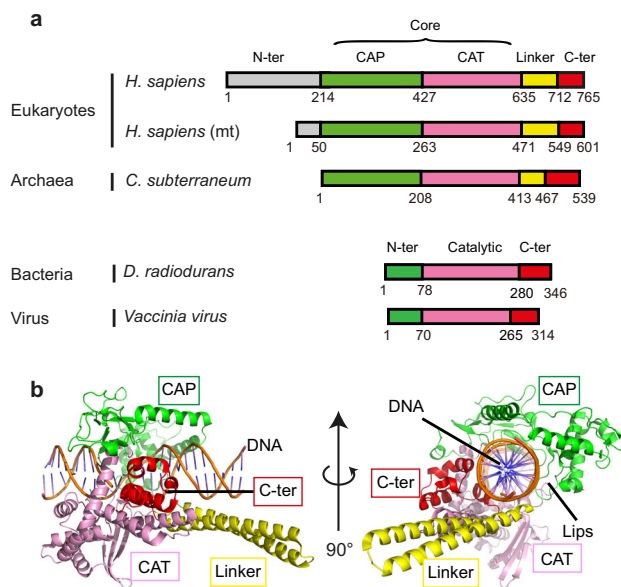 a
Core
N-ter CAP CAT Linker C-ter
Eukaryotes
H. sapiens
1 214 427 635 712 765
H. sapiens (mt)
1 50 263 471 549 601
Archaea C. subterraneum
1 208 413 467 539
N-ter Catalytic C-ter
Bacteria D. radiodurans
1 78 280 346
Virus Vaccinia virus
1 70 265 314
b
CAP
DNA
C-ter
CAT
Linker
90°
CAP
DNA
C-ter
Lips
Linker
CAT